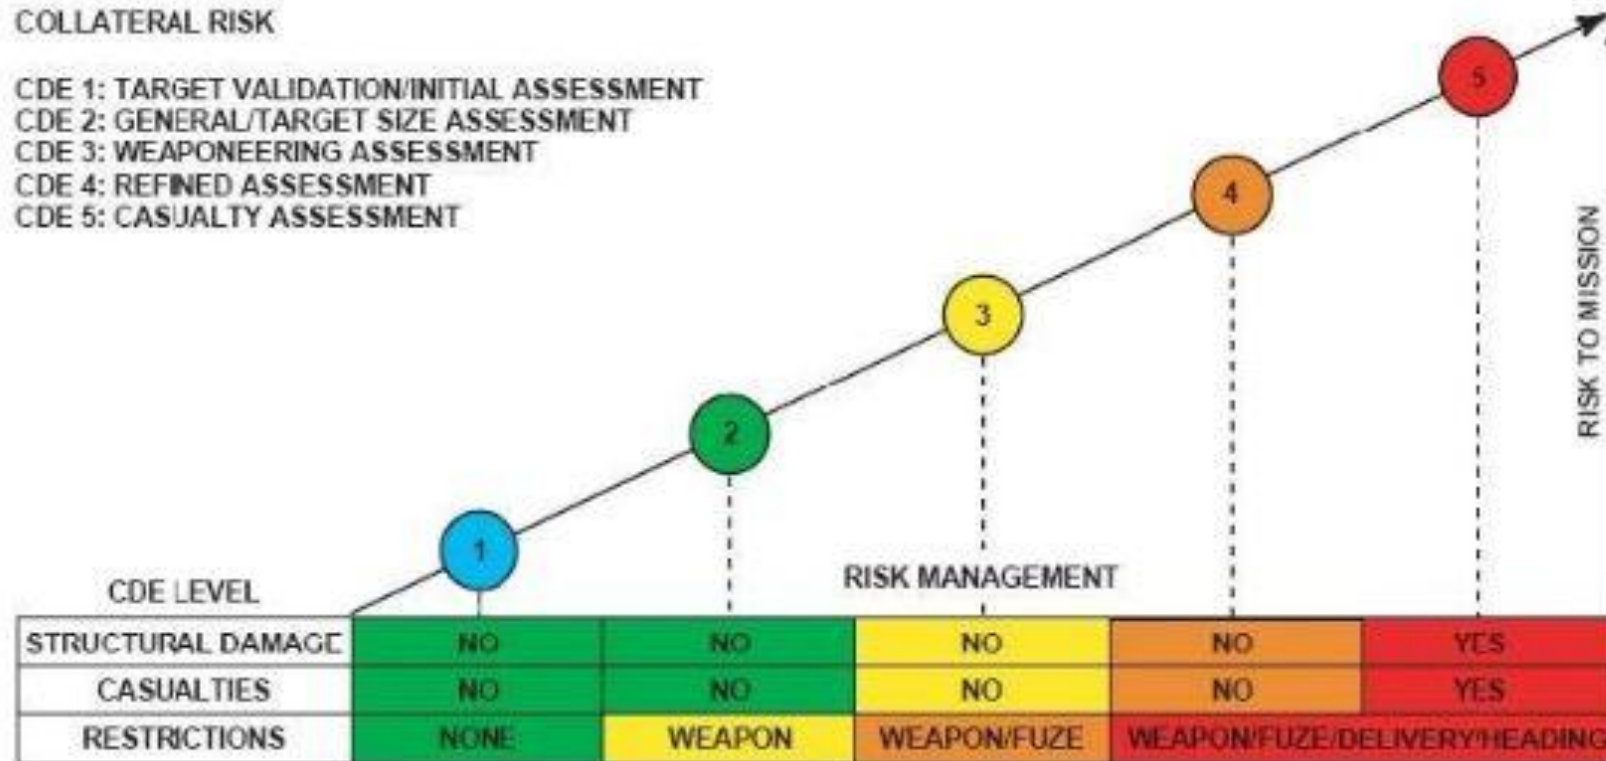 COLLATERAL RISK
CDE 1: TARGET VALIDATION/INITIAL ASSESSMENT
CDE 2: GENERAL/TARGET SIZE ASSESSMENT
CDE 3: WEAPONEERING ASSESSMENT
CDE 4: REFINED ASSESSMENT
CDE 5: CASUALTY ASSESSMENT
5
4
3
2
1
RISK TO MISSION
CDE LEVEL
RISK MANAGEMENT
STRUCTURAL DAMAGE NO NO NO NO YES
CASUALTIES NO NO NO NO YES
RESTRICTIONS NONE WEAPON WEAPON/FUZE WEAPON/FUZE/DELIVERY/HEADING